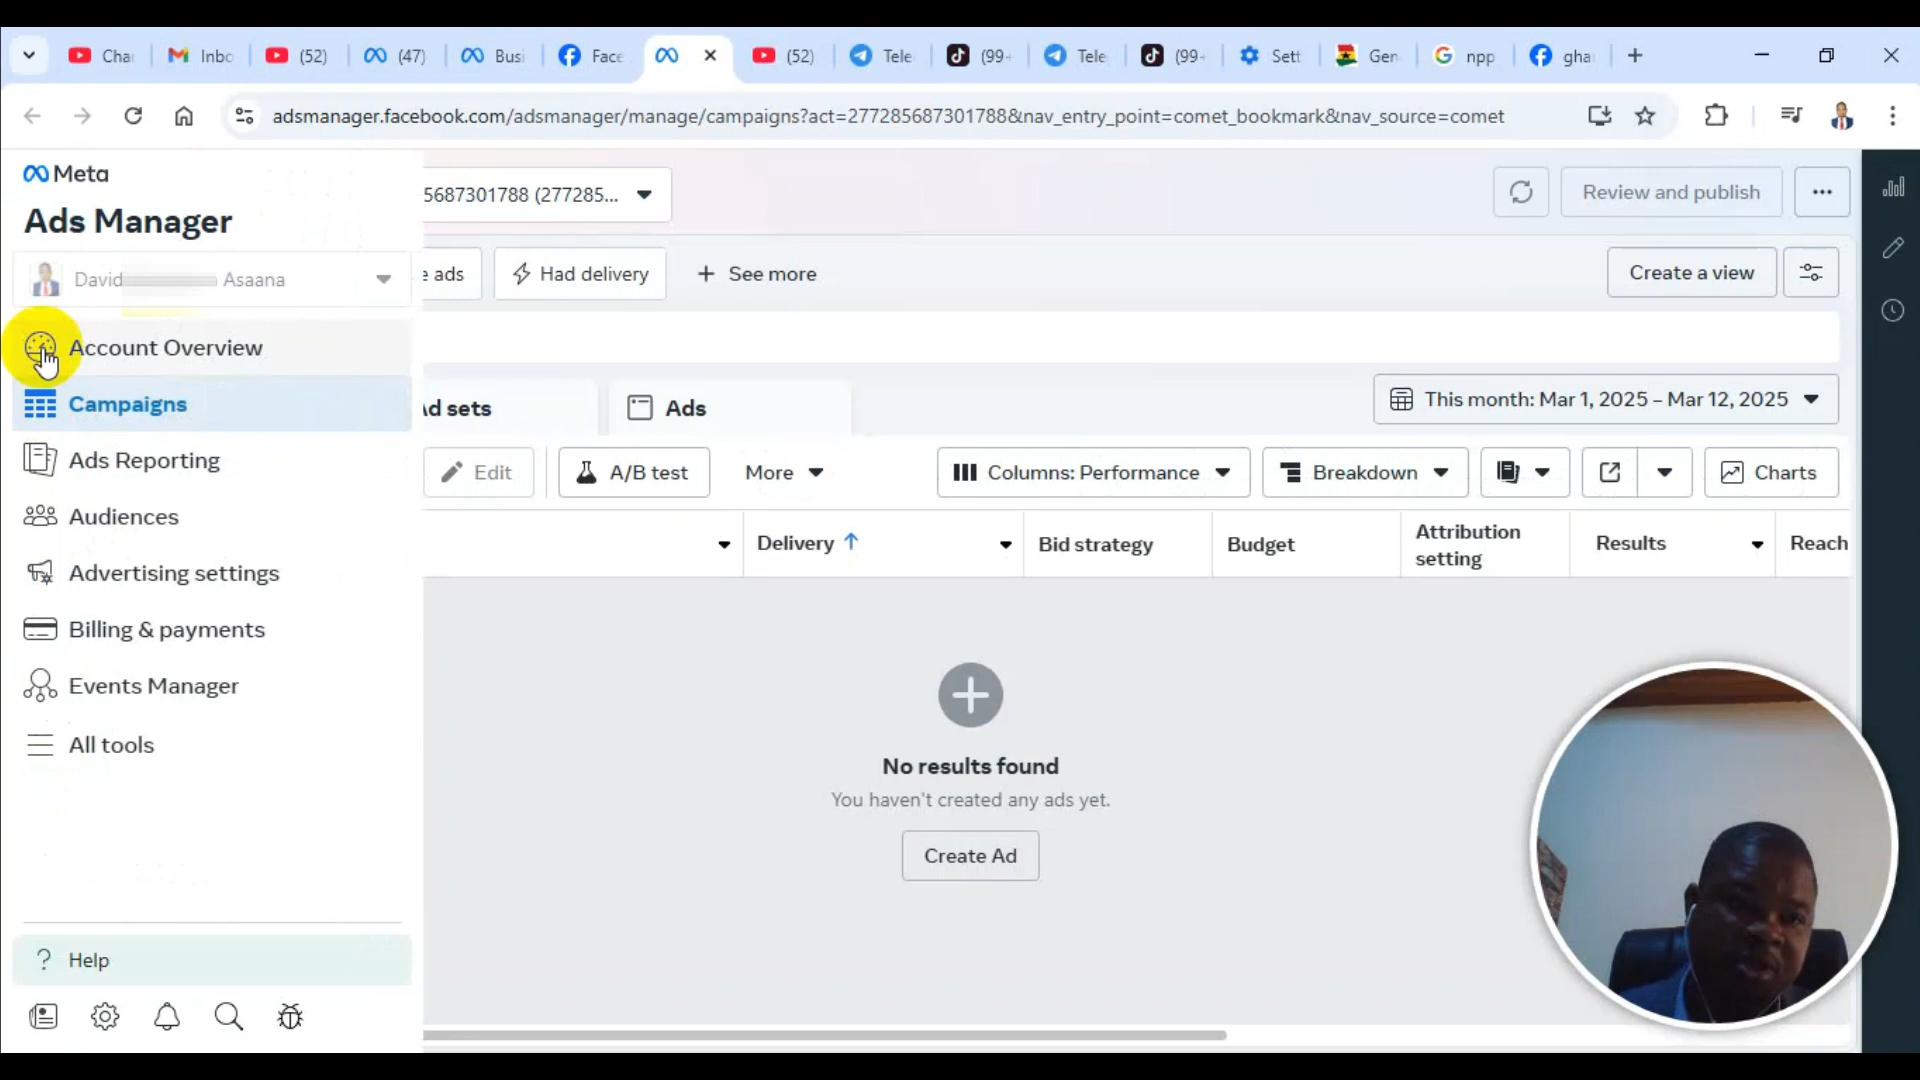 Cha
Inbc
(52)
(47)
Busi
Face
(52)
Tele
(99+
Tele
(99+
Sett
Gen
npp
gha
adsmanager.facebook.com/adsmanager/manage/campaigns?act=277285687301788&nav_entry_point=comet_bookmark&nav_source=comet
Meta
Ads Manager
5687301788 (277285...
Review and publish
David Asaana
e ads
Had delivery
+ See more
Create a view
Account Overview
Campaigns
Ads Reporting
Audiences
Advertising settings
Billing & payments
Events Manager
All tools
Help
d sets
Ads
This month: Mar 1, 2025 – Mar 12, 2025
Edit
A/B test
More
Columns: Performance
Breakdown
Charts
Delivery ↑
Bid strategy
Budget
Attribution
setting
Results
Reach
No results found
You haven't created any ads yet.
Create Ad